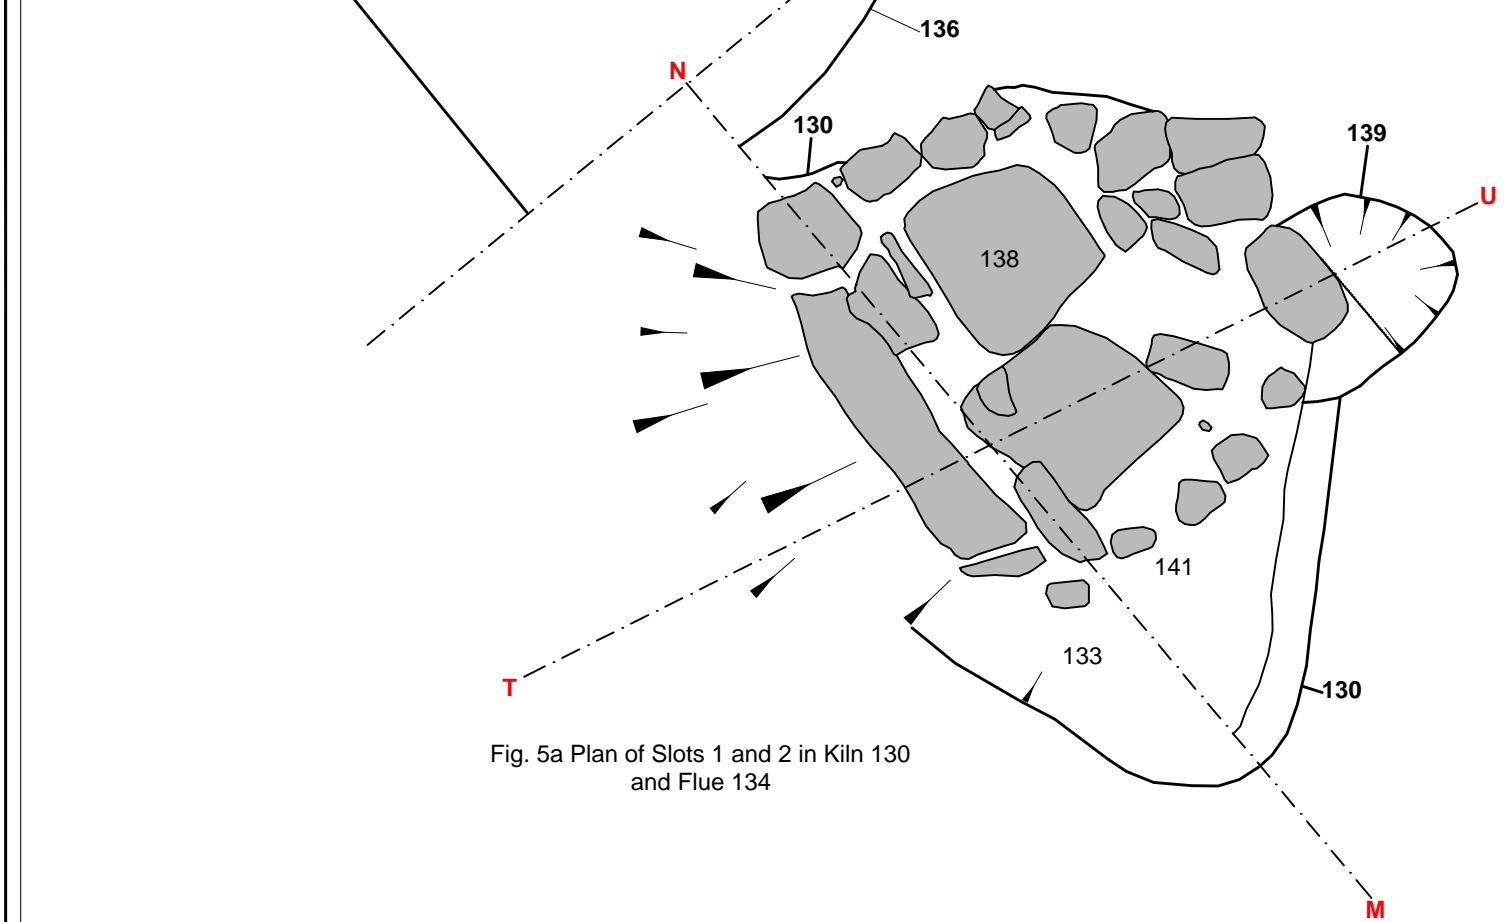 136
N
130
139
U
138
141
133
T
130
Fig. 5a Plan of Slots 1 and 2 in Kiln 130
and Flue 134
M